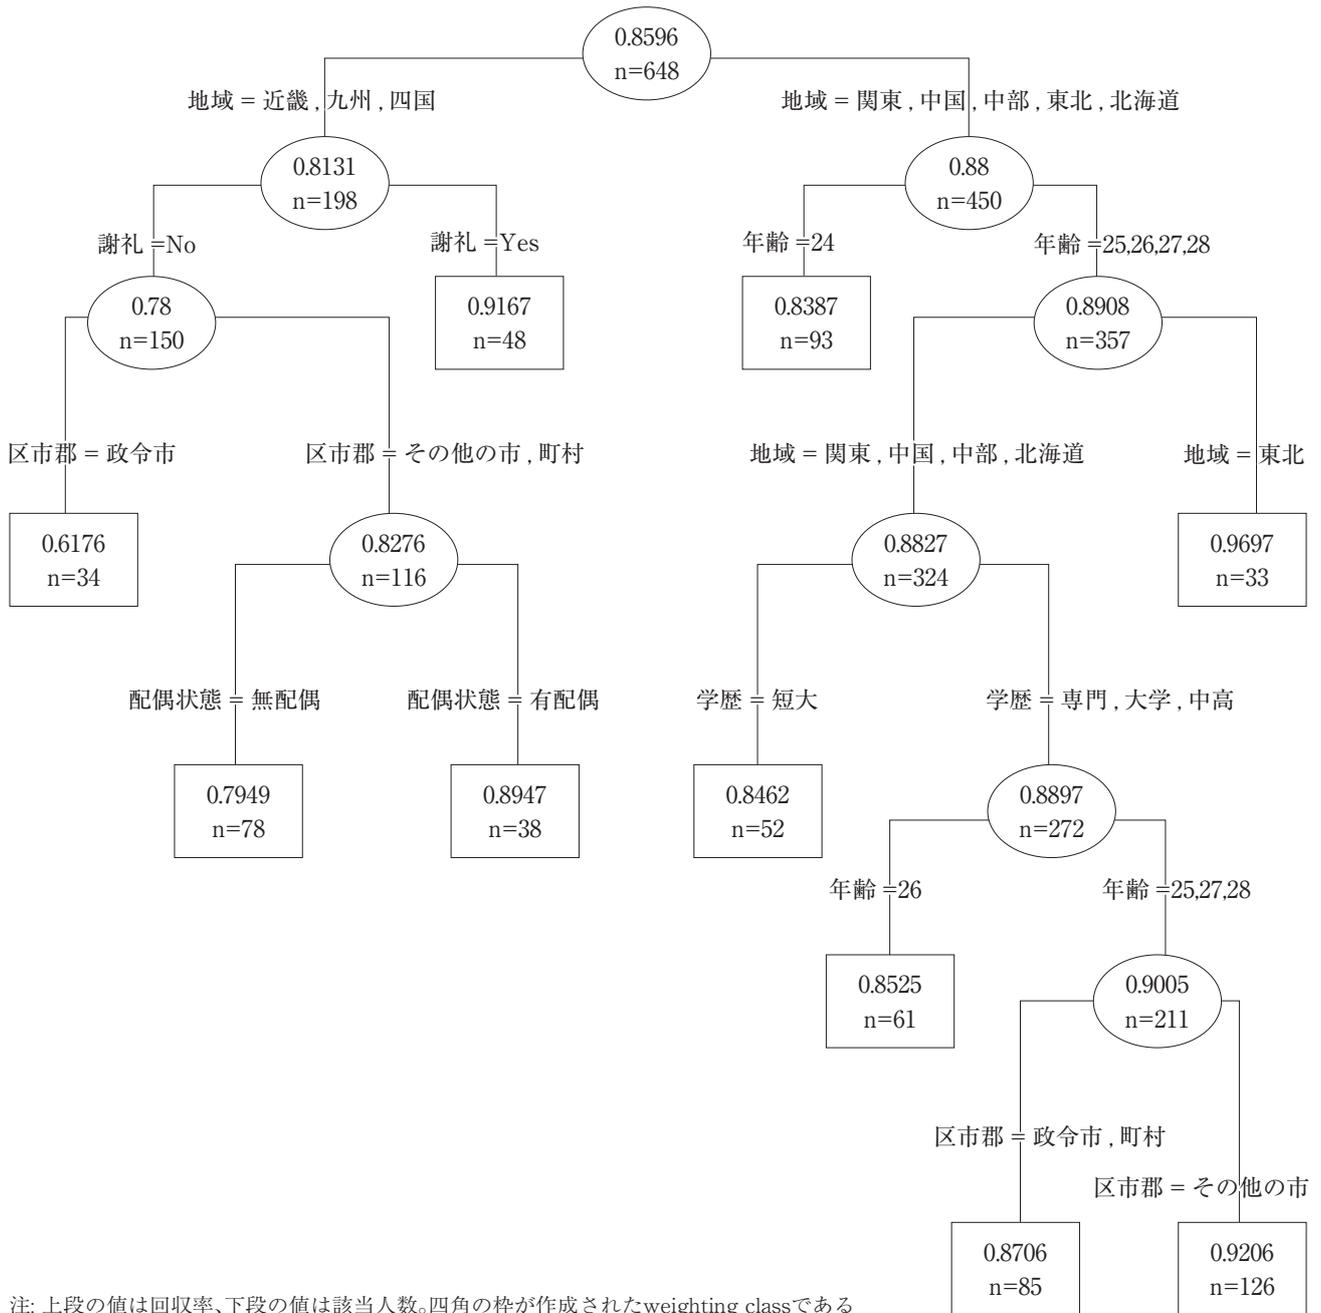 0.8596
n=648
地域 = 近畿 , 九州 , 四国
地域 = 関東 , 中国 , 中部 , 東北 , 北海道
0.8131
n=198
0.88
n=450
謝礼 =No
謝礼 =Yes
年齢 =24
年齢 =25,26,27,28
0.78
n=150
0.9167
n=48
0.8387
n=93
0.8908
n=357
区市郡 = 政令市
区市郡 = その他の市 , 町村
地域 = 関東 , 中国 , 中部 , 北海道
地域 = 東北
0.6176
n=34
0.8276
n=116
0.8827
n=324
0.9697
n=33
配偶状態 = 無配偶
配偶状態 = 有配偶
学歴 = 短大
学歴 = 専門 , 大学 , 中高
0.7949
n=78
0.8947
n=38
0.8462
n=52
0.8897
n=272
年齢 =26
年齢 =25,27,28
0.8525
n=61
0.9005
n=211
区市郡 = 政令市 , 町村
区市郡 = その他の市
0.8706
n=85
0.9206
n=126
注: 上段の値は回収率、下段の値は該当人数。四角の枠が作成されたweighting classである